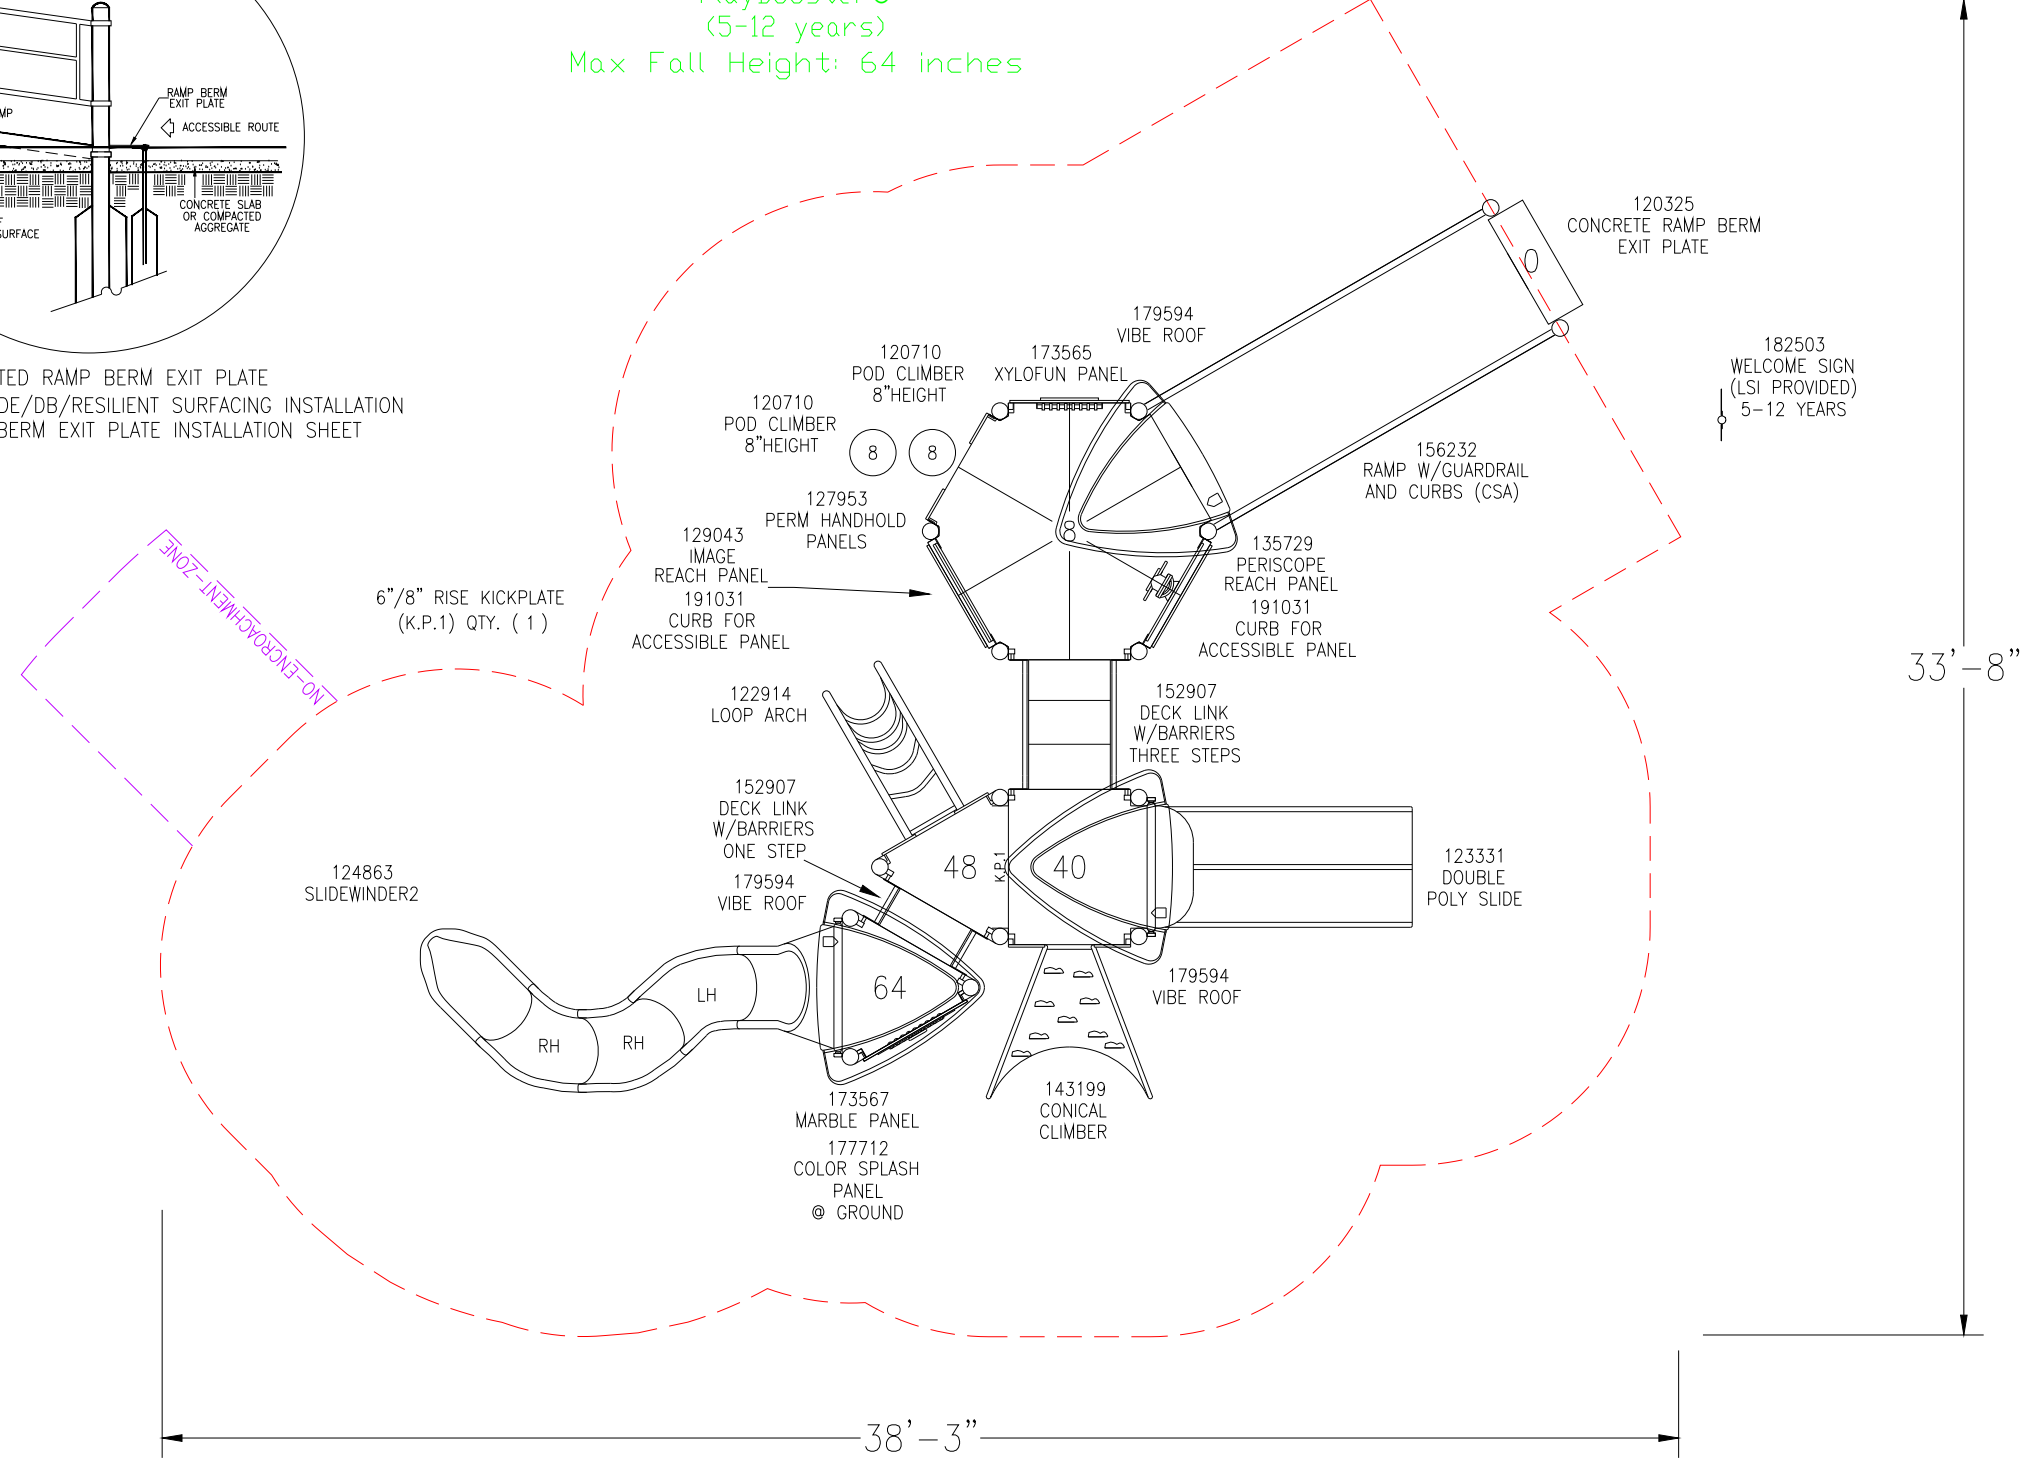 (5-12 years)
Max Fall Height: 64 inches
RAMP BERM
EXIT PLATE
ACCESSIBLE ROUTE
CONCRETE SLAB
OR COMPACTED
AGGREGATE
SURFACE
TED RAMP BERM EXIT PLATE
DE/DB/RESILIENT SURFACING INSTALLATION
BERM EXIT PLATE INSTALLATION SHEET
120325
CONCRETE RAMP BERM
EXIT PLATE
0
179594
VIBE ROOF
182503
WELCOME SIGN
(LSI PROVIDED)
5-12 YEARS
120710
POD CLIMBER
8"HEIGHT
173565
XYLOFUN PANEL
120710
POD CLIMBER
8"HEIGHT
8
8
156232
RAMP W/GUARDRAIL
AND CURBS (CSA)
127953
PERM HANDHOLD
PANELS
8
129043
IMAGE
REACH PANEL
191031
CURB FOR
ACCESSIBLE PANEL
135729
PERISCOPE
REACH PANEL
191031
CURB FOR
ACCESSIBLE PANEL
NO-ENCROACHMENT-ZONE
6"/8" RISE KICKPLATE
(K.P.1) QTY. ( 1 )
33'-8"
122914
LOOP ARCH
152907
DECK LINK
W/BARRIERS
THREE STEPS
152907
DECK LINK
W/BARRIERS
ONE STEP
179594
VIBE ROOF
48
K.P.1
40
123331
DOUBLE
POLY SLIDE
124863
SLIDEWINDER2
64
179594
VIBE ROOF
LH
RH
RH
173567
MARBLE PANEL
177712
COLOR SPLASH
PANEL
@ GROUND
143199
CONICAL
CLIMBER
38'-3"